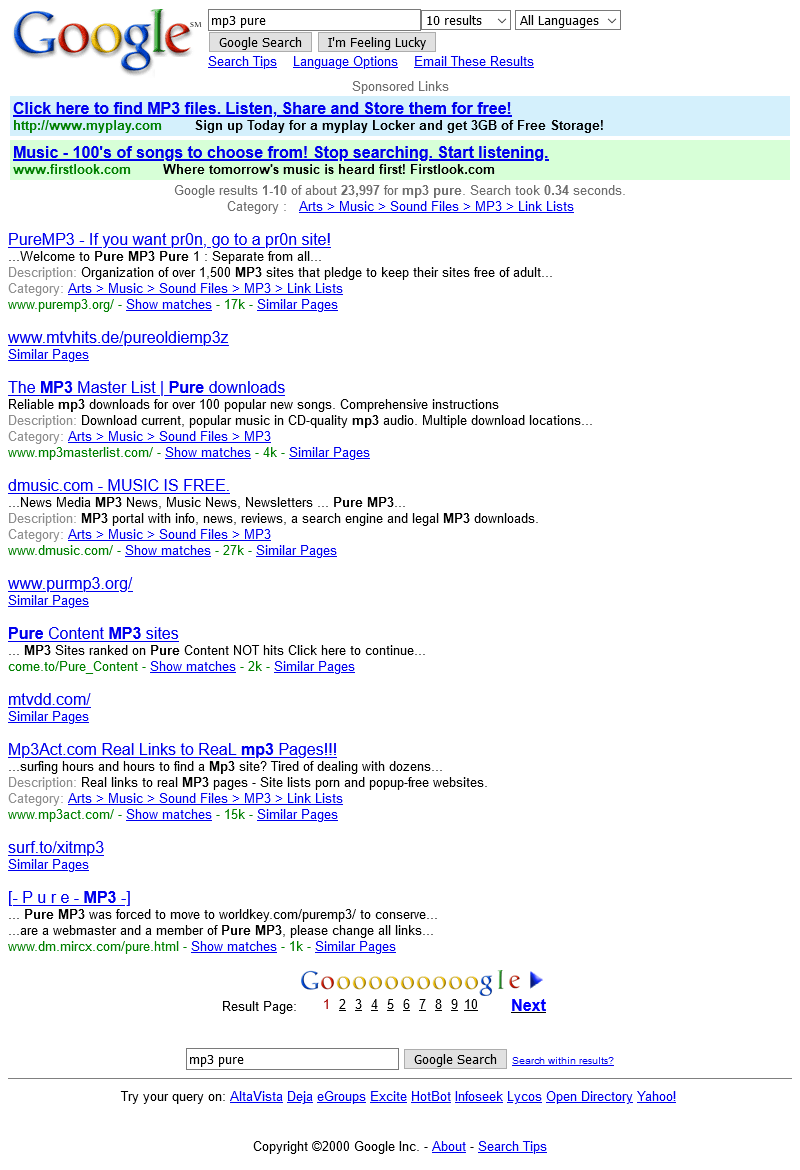 Google SM mp3 pure 10 results All Languages
Google Search I'm Feeling Lucky
Search Tips Language Options Email These Results
Sponsored Links
Click here to find MP3 files. Listen, Share and Store them for free!
http://www.myplay.com Sign up Today for a myplay Locker and get 3GB of Free Storage!
Music - 100's of songs to choose from! Stop searching. Start listening.
www.firstlook.com Where tomorrow's music is heard first! Firstlook.com
Google results 1-10 of about 23,997 for mp3 pure. Search took 0.34 seconds.
Category : Arts > Music > Sound Files > MP3 > Link Lists
PureMP3 - If you want pr0n, go to a pr0n site!
...Welcome to Pure MP3 Pure 1 : Separate from all...
Description: Organization of over 1,500 MP3 sites that pledge to keep their sites free of adult...
Category: Arts > Music > Sound Files > MP3 > Link Lists
www.puremp3.org/ - Show matches - 17k - Similar Pages
www.mtvhits.de/pureoldiemp3z
Similar Pages
The MP3 Master List | Pure downloads
Reliable mp3 downloads for over 100 popular new songs. Comprehensive instructions
Description: Download current, popular music in CD-quality mp3 audio. Multiple download locations...
Category: Arts > Music > Sound Files > MP3
www.mp3masterlist.com/ - Show matches - 4k - Similar Pages
dmusic.com - MUSIC IS FREE.
...News Media MP3 News, Music News, Newsletters ... Pure MP3...
Description: MP3 portal with info, news, reviews, a search engine and legal MP3 downloads.
Category: Arts > Music > Sound Files > MP3
www.dmusic.com/ - Show matches - 27k - Similar Pages
www.purmp3.org/
Similar Pages
Pure Content MP3 sites
... MP3 Sites ranked on Pure Content NOT hits Click here to continue...
come.to/Pure_Content - Show matches - 2k - Similar Pages
mtvdd.com/
Similar Pages
Mp3Act.com Real Links to ReaL mp3 Pages!!!
...surfing hours and hours to find a Mp3 site? Tired of dealing with dozens...
Description: Real links to real MP3 pages - Site lists porn and popup-free websites.
Category: Arts > Music > Sound Files > MP3 > Link Lists
www.mp3act.com/ - Show matches - 15k - Similar Pages
surf.to/xitmp3
Similar Pages
[- P u r e - MP3 -]
... Pure MP3 was forced to move to worldkey.com/puremp3/ to conserve...
...are a webmaster and a member of Pure MP3, please change all links...
www.dm.mircx.com/pure.html - Show matches - 1k - Similar Pages
Goooooooooogle
Result Page: 1 2 3 4 5 6 7 8 9 10 Next
mp3 pure Google Search Search within results?
Try your query on: AltaVista Deja eGroups Excite HotBot Infoseek Lycos Open Directory Yahoo!
Copyright ©2000 Google Inc. - About - Search Tips